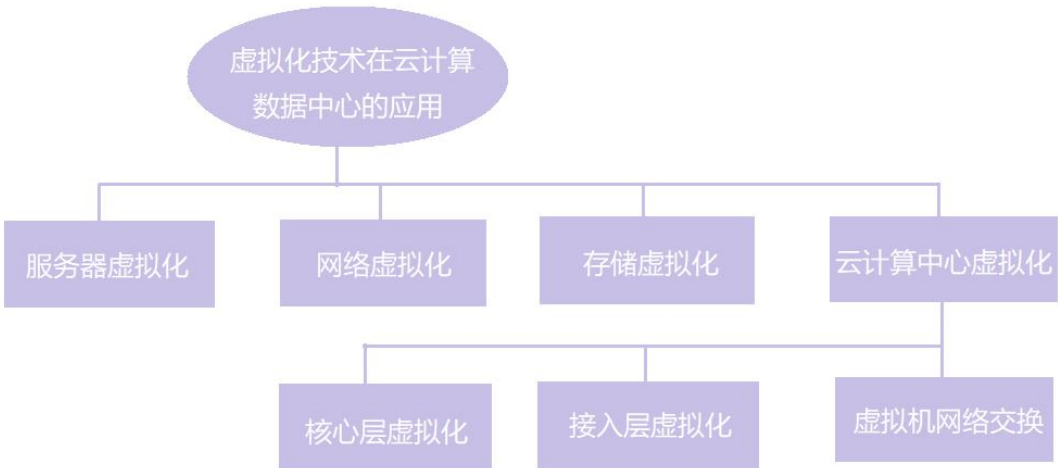 虚拟化技术在云计算
数据中心的应用
服务器虚拟化
网络虚拟化
存储虚拟化
云计算中心虚拟化
核心层虚拟化
接入层虚拟化
虚拟机网络交换